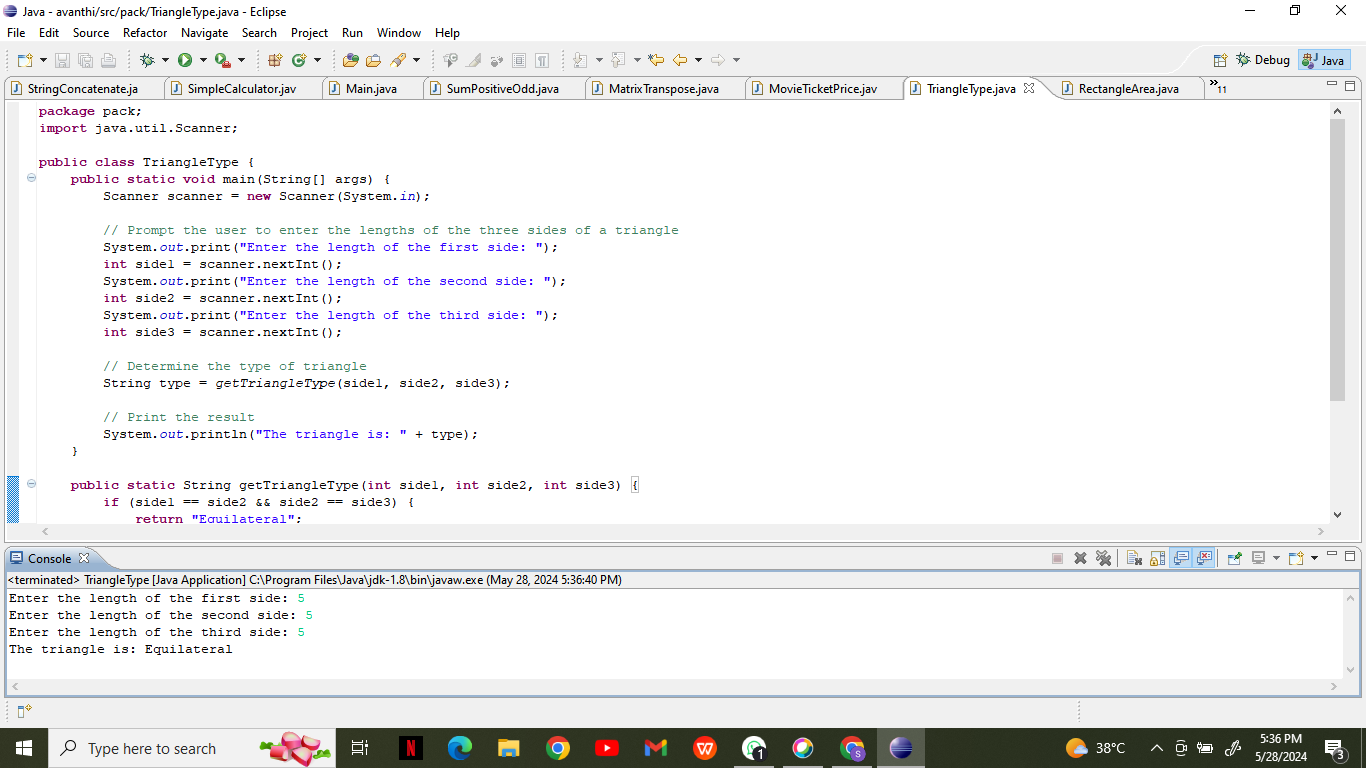 Java - avanthi/src/pack/TriangleType.java - Eclipse
File Edit Source Refactor Navigate Search Project Run Window Help
Debug Java
StringConcatenate.ja SimpleCalculator.jav Main.java SumPositiveOdd.java MatrixTranspose.java MovieTicketPrice.jav TriangleType.java RectangleArea.java »11
package pack;
import java.util.Scanner;
public class TriangleType {
public static void main(String[] args) {
Scanner scanner = new Scanner(System.in);
// Prompt the user to enter the lengths of the three sides of a triangle
System.out.print("Enter the length of the first side: ");
int side1 = scanner.nextInt();
System.out.print("Enter the length of the second side: ");
int side2 = scanner.nextInt();
System.out.print("Enter the length of the third side: ");
int side3 = scanner.nextInt();
// Determine the type of triangle
String type = getTriangleType(side1, side2, side3);
// Print the result
System.out.println("The triangle is: " + type);
}
public static String getTriangleType(int side1, int side2, int side3) {
if (side1 == side2 && side2 == side3) {
return "Equilateral";
Console
<terminated> TriangleType [Java Application] C:\Program Files\Java\jdk-1.8\bin\javaw.exe (May 28, 2024 5:36:40 PM)
Enter the length of the first side: 5
Enter the length of the second side: 5
Enter the length of the third side: 5
The triangle is: Equilateral
Type here to search
38°C
5:36 PM
5/28/2024
3